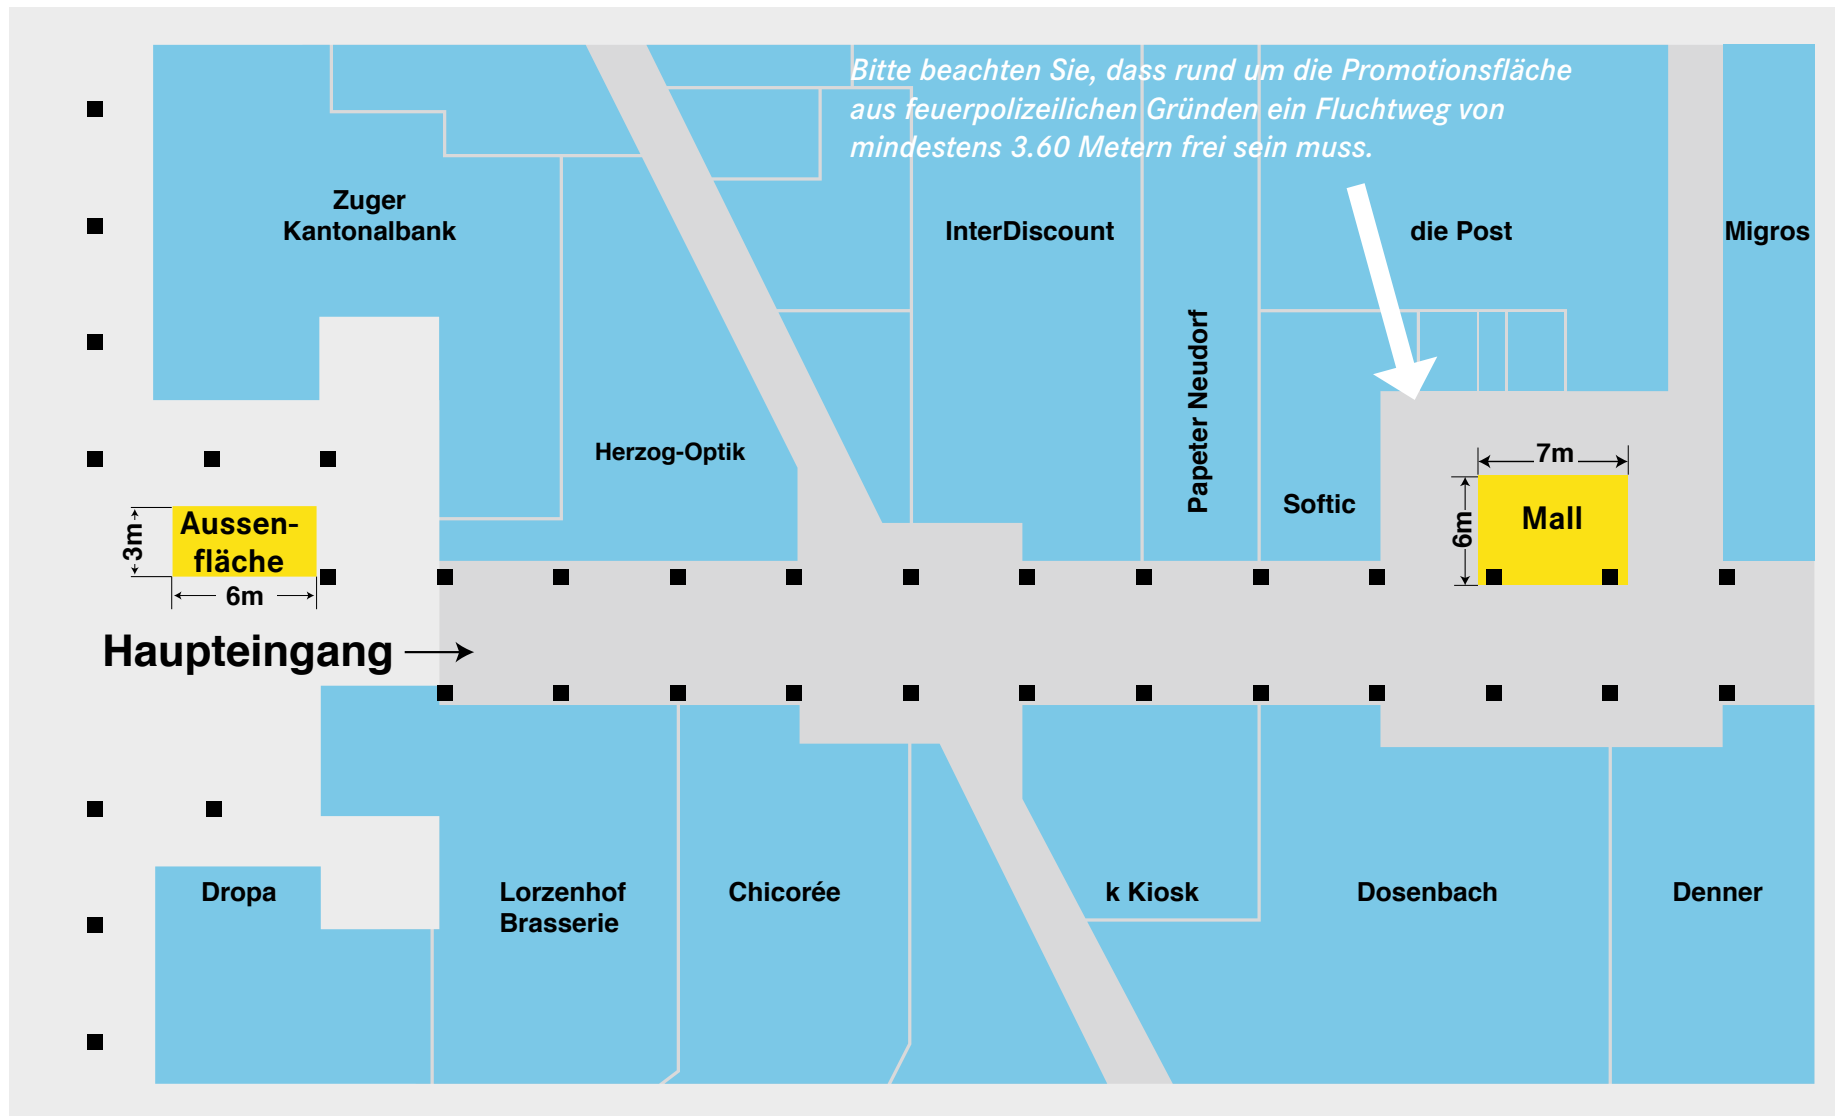 Bitte beachten Sie, dass rund um die Promotionsfläche
aus feuerpolizeilichen Gründen ein Fluchtweg von
mindestens 3.60 Metern frei sein muss.
Zuger
Kantonalbank
InterDiscount
die Post
Migros
Papeter Neudorf
Herzog-Optik
Softic
7m
6m
Mall
3m
Aussen-
fläche
6m
Haupteingang
Dropa
Lorzenhof
Brasserie
Chicorée
k Kiosk
Dosenbach
Denner